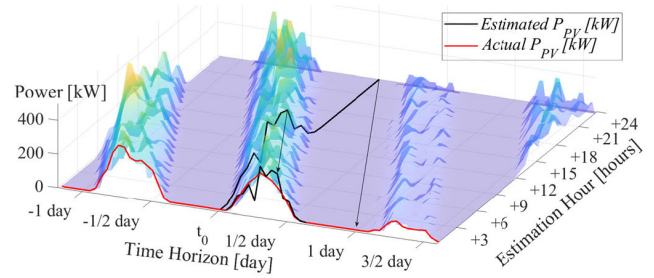 Estimated P_PV [kW]
Actual P_PV [kW]
Power [kW]
400
200
0
-1 day
-1/2 day
t_0
1/2 day
1 day
3/2 day
Time Horizon [day]
+3
+6
+9
+12
+15
+18
+21
+24
Estimation Hour [hours]